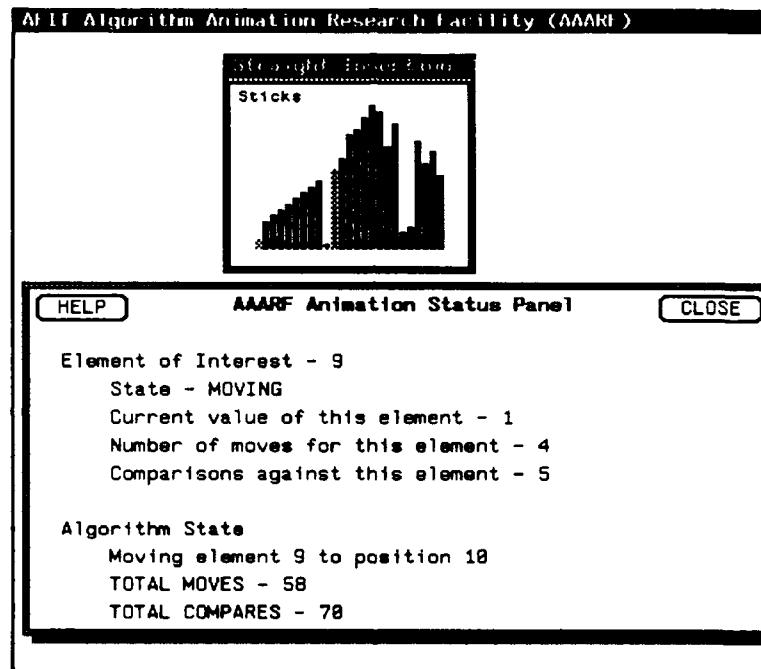 AFIT Algorithm Animation Research Facility (AAARF)
Straight Insertion
Sticks
HELP
AAARF Animation Status Panel
CLOSE
Element of Interest - 9
State - MOVING
Current value of this element - 1
Number of moves for this element - 4
Comparisons against this element - 5
Algorithm State
Moving element 9 to position 10
TOTAL MOVES - 58
TOTAL COMPARES - 70